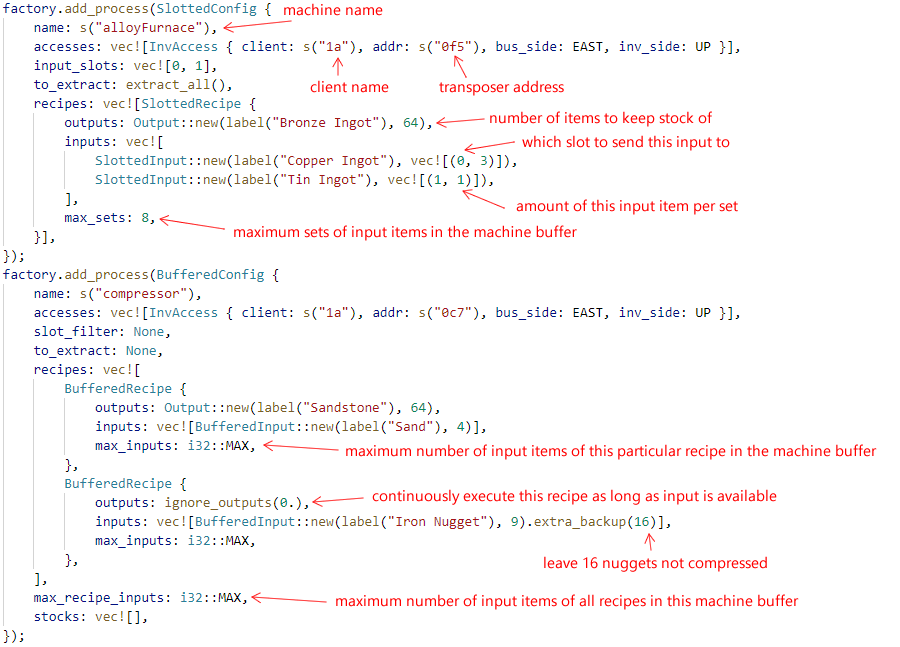 factory.add_process(SlottedConfig { machine name
name: s("alloyFurnace"),
accesses: vec![InvAccess { client: s("1a"), addr: s("0f5"), bus_side: EAST, inv_side: UP }],
input_slots: vec![0, 1],
to_extract: extract_all(), client name transposer address
recipes: vec![SlottedRecipe {
outputs: Output::new(label("Bronze Ingot"), 64), number of items to keep stock of
inputs: vec![ which slot to send this input to
SlottedInput::new(label("Copper Ingot"), vec![(0, 3)]),
SlottedInput::new(label("Tin Ingot"), vec![(1, 1)]),
], amount of this input item per set
max_sets: 8, maximum sets of input items in the machine buffer
}],
});
factory.add_process(BufferedConfig {
name: s("compressor"),
accesses: vec![InvAccess { client: s("1a"), addr: s("0c7"), bus_side: EAST, inv_side: UP }],
slot_filter: None,
to_extract: None,
recipes: vec![
BufferedRecipe {
outputs: Output::new(label("Sandstone"), 64),
inputs: vec![BufferedInput::new(label("Sand"), 4)],
max_inputs: i32::MAX, maximum number of input items of this particular recipe in the machine buffer
},
BufferedRecipe {
outputs: ignore_outputs(0.), continuously execute this recipe as long as input is available
inputs: vec![BufferedInput::new(label("Iron Nugget"), 9).extra_backup(16)],
max_inputs: i32::MAX,
}, leave 16 nuggets not compressed
],
max_recipe_inputs: i32::MAX, maximum number of input items of all recipes in this machine buffer
stocks: vec![],
});